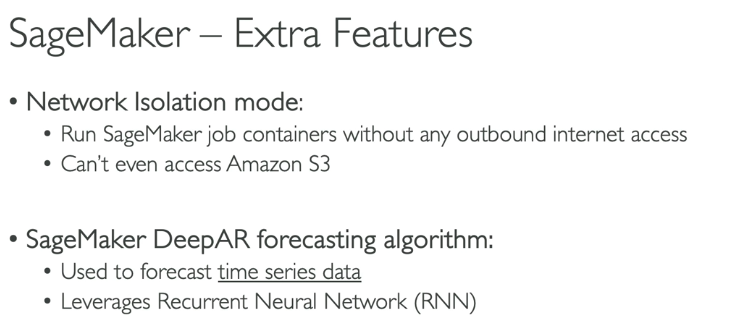 SageMaker – Extra Features
• Network Isolation mode:
• Run SageMaker job containers without any outbound internet access
• Can't even access Amazon S3
• SageMaker DeepAR forecasting algorithm:
• Used to forecast time series data
• Leverages Recurrent Neural Network (RNN)